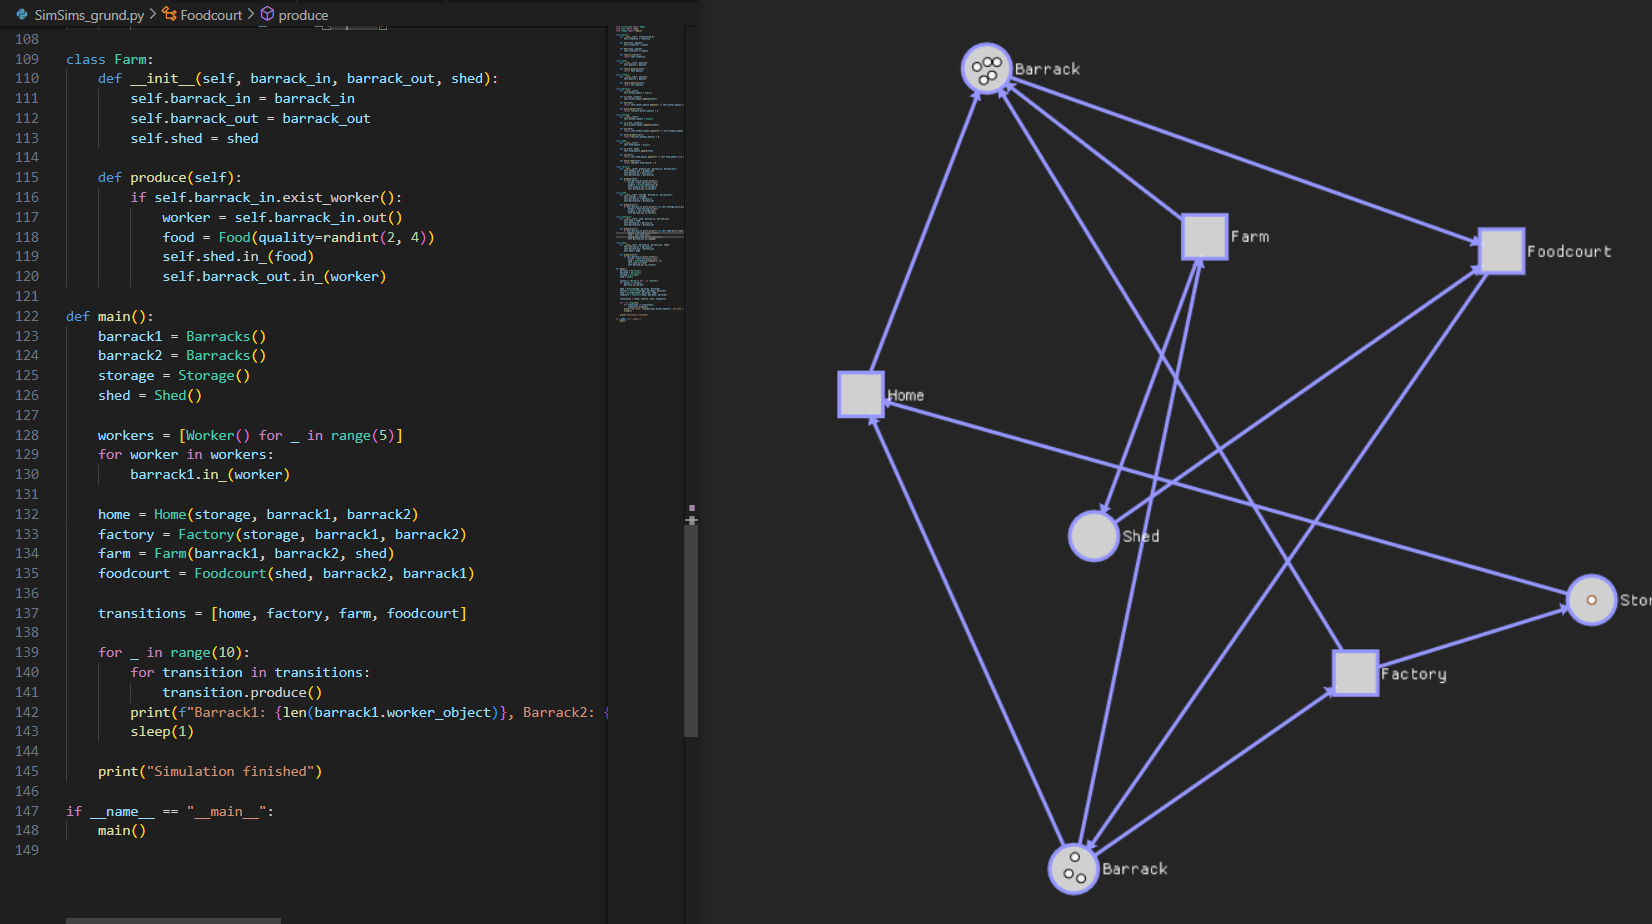 SimSims_grund.py > Foodcourt > produce
108
109 class Farm:
110     def __init__(self, barrack_in, barrack_out, shed):
111         self.barrack_in = barrack_in
112         self.barrack_out = barrack_out
113         self.shed = shed
114
115     def produce(self):
116         if self.barrack_in.exist_worker():
117             worker = self.barrack_in.out()
118             food = Food(quality=randint(2, 4))
119             self.shed.in_(food)
120             self.barrack_out.in_(worker)
121
122 def main():
123     barrack1 = Barracks()
124     barrack2 = Barracks()
125     storage = Storage()
126     shed = Shed()
127
128     workers = [Worker() for _ in range(5)]
129     for worker in workers:
130         barrack1.in_(worker)
131
132     home = Home(storage, barrack1, barrack2)
133     factory = Factory(storage, barrack1, barrack2)
134     farm = Farm(barrack1, barrack2, shed)
135     foodcourt = Foodcourt(shed, barrack2, barrack1)
136
137     transitions = [home, factory, farm, foodcourt]
138
139     for _ in range(10):
140         for transition in transitions:
141             transition.produce()
142         print(f"Barrack1: {len(barrack1.worker_object)}, Barrack2: {
143         sleep(1)
144
145     print("Simulation finished")
146
147 if __name__ == "__main__":
148     main()
149
Barrack
Farm
Foodcourt
Home
Shed
Stor
Factory
Barrack